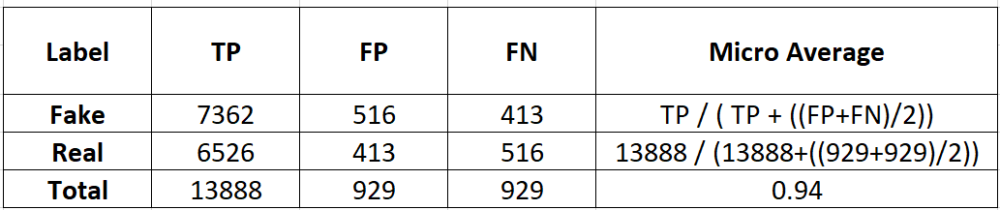 Label TP FP FN Micro Average
Fake 7362 516 413 TP / ( TP + ((FP+FN)/2))
Real 6526 413 516 13888 / (13888+((929+929)/2))
Total 13888 929 929 0.94